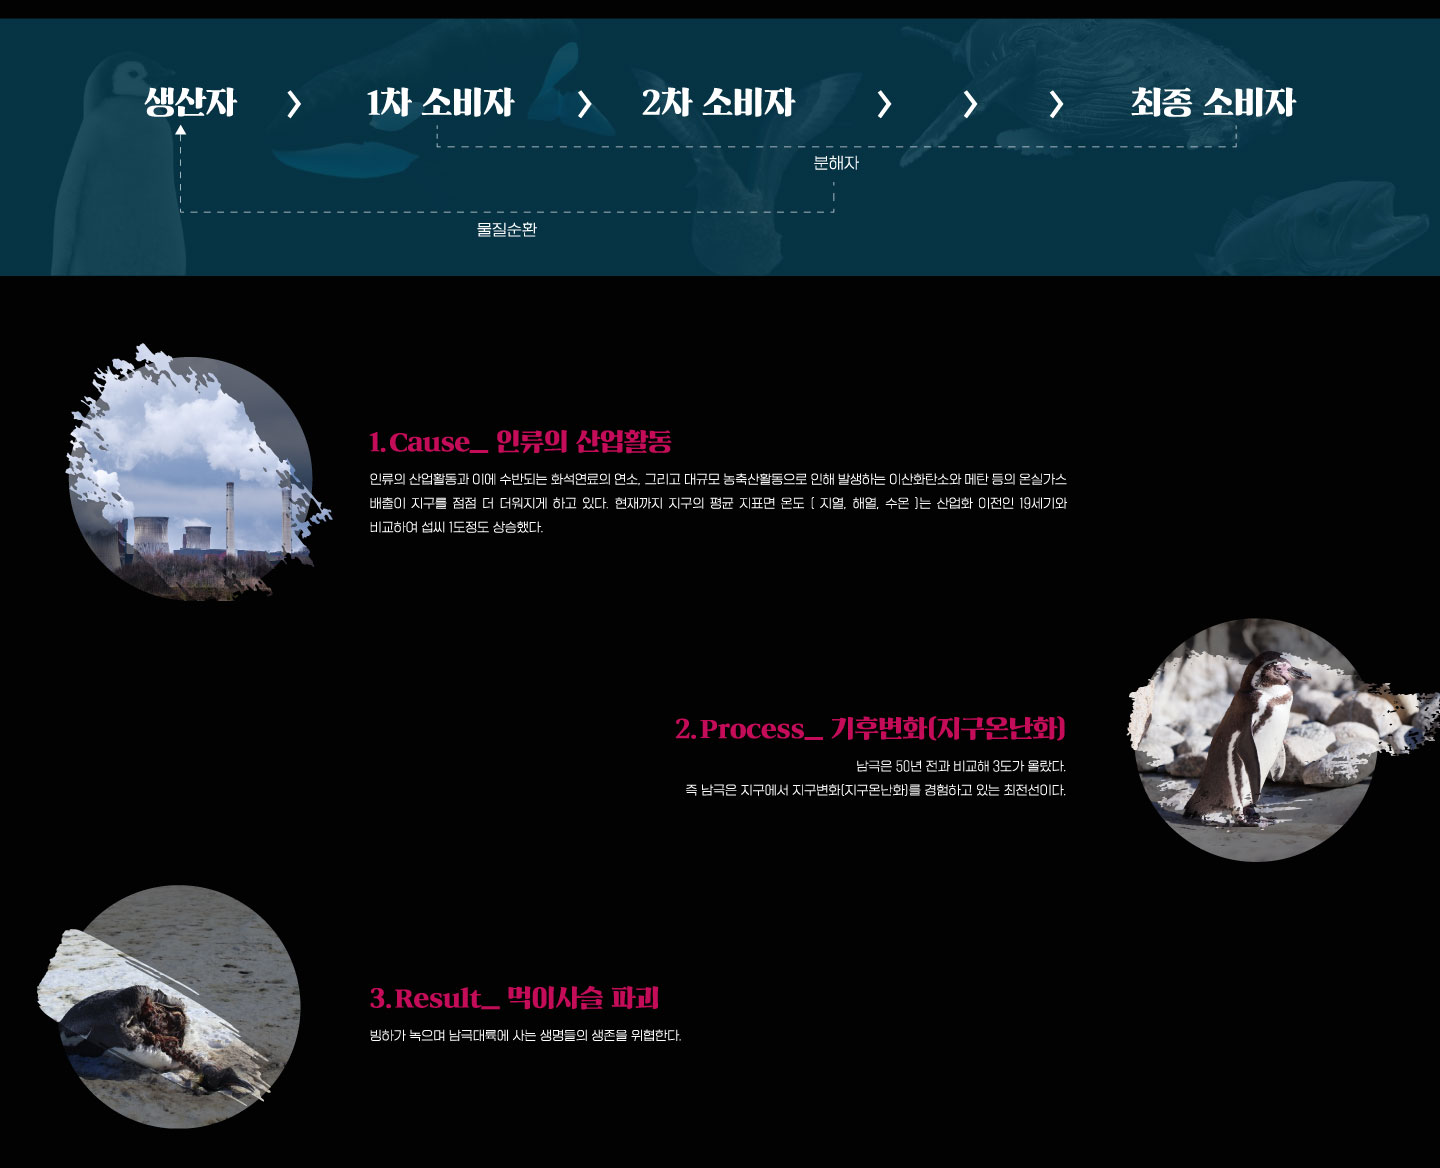 생산자 > 1차 소비자 > 2차 소비자 > > > 최종 소비자
분해자
물질순환
1. Cause_ 인류의 산업활동
인류의 산업활동과 이에 수반되는 화석연료의 연소, 그리고 대규모 농축산활동으로 인해 발생하는 이산화탄소와 메탄 등의 온실가스
배출이 지구를 점점 더 더워지게 하고 있다. 현재까지 지구의 평균 지표면 온도 ( 지열, 해열, 수온 )는 산업화 이전인 19세기와
비교하여 섭씨 1도정도 상승했다.
2. Process_ 기후변화(지구온난화)
남극은 50년 전과 비교해 3도가 올랐다.
즉 남극은 지구에서 지구변화(지구온난화)를 경험하고 있는 최전선이다.
3. Result_ 먹이사슬 파괴
빙하가 녹으며 남극대륙에 사는 생명들의 생존을 위협한다.